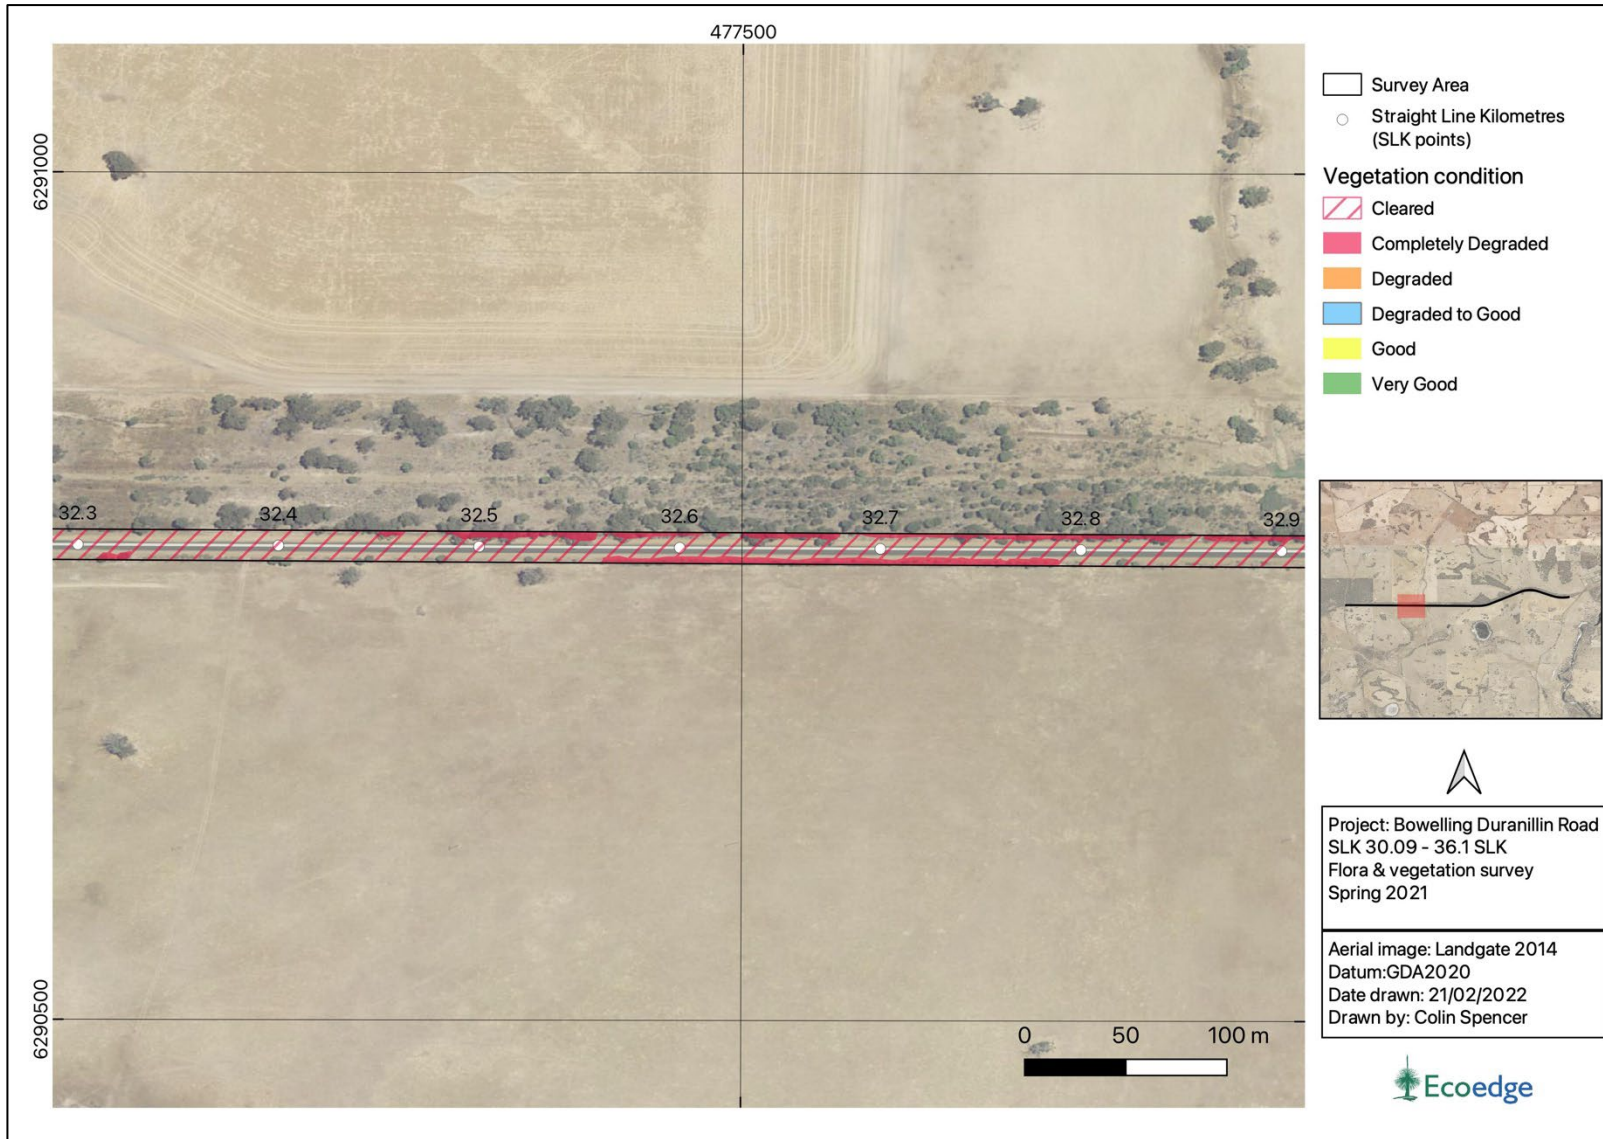 477500
6291000
6290500
32.3
32.4
32.5
32.6
32.7
32.8
32.9
0
50
100 m
Survey Area
Straight Line Kilometres
(SLK points)
Vegetation condition
Cleared
Completely Degraded
Degraded
Degraded to Good
Good
Very Good
Project: Bowelling Duranillin Road
SLK 30.09 - 36.1 SLK
Flora & vegetation survey
Spring 2021
Aerial image: Landgate 2014
Datum:GDA2020
Date drawn: 21/02/2022
Drawn by: Colin Spencer
Ecoedge